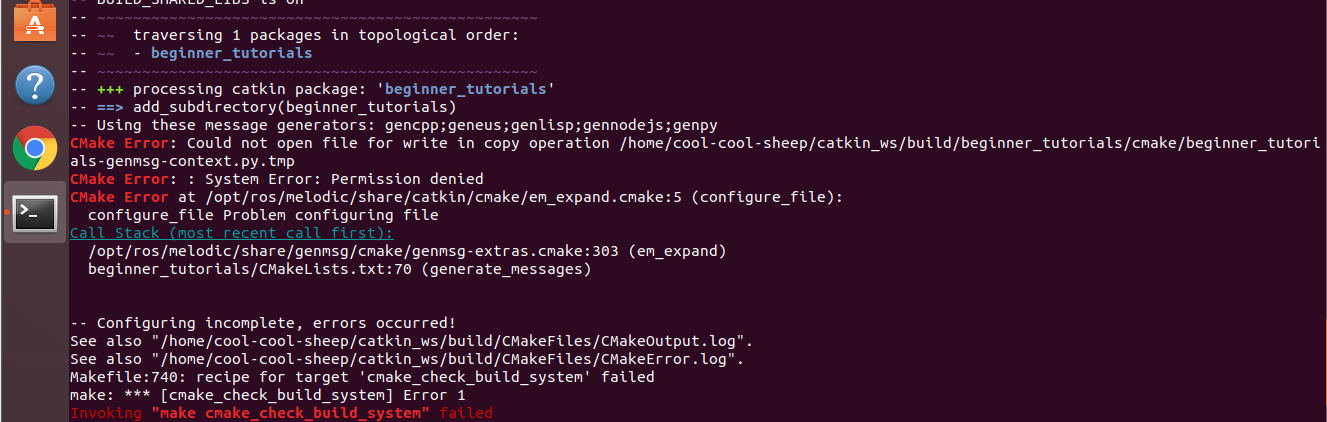 -- BUILD_SHARED_LIBS is on
-- ~~~~~~~~~~~~~~~~~~~~~~~~~~~~~~~~~~~~~~~~~~~~~~~~~
-- ~~  traversing 1 packages in topological order:
-- ~~  - beginner_tutorials
-- ~~~~~~~~~~~~~~~~~~~~~~~~~~~~~~~~~~~~~~~~~~~~~~~~~
-- +++ processing catkin package: 'beginner_tutorials'
-- ==> add_subdirectory(beginner_tutorials)
-- Using these message generators: gencpp;geneus;genlisp;gennodejs;genpy
CMake Error: Could not open file for write in copy operation /home/cool-cool-sheep/catkin_ws/build/beginner_tutorials/cmake/beginner_tutori
als-genmsg-context.py.tmp
CMake Error: : System Error: Permission denied
CMake Error at /opt/ros/melodic/share/catkin/cmake/em_expand.cmake:5 (configure_file):
  configure_file Problem configuring file
Call Stack (most recent call first):
  /opt/ros/melodic/share/genmsg/cmake/genmsg-extras.cmake:303 (em_expand)
  beginner_tutorials/CMakeLists.txt:70 (generate_messages)
-- Configuring incomplete, errors occurred!
See also "/home/cool-cool-sheep/catkin_ws/build/CMakeFiles/CMakeOutput.log".
See also "/home/cool-cool-sheep/catkin_ws/build/CMakeFiles/CMakeError.log".
Makefile:740: recipe for target 'cmake_check_build_system' failed
make: *** [cmake_check_build_system] Error 1
Invoking "make cmake_check_build_system" failed